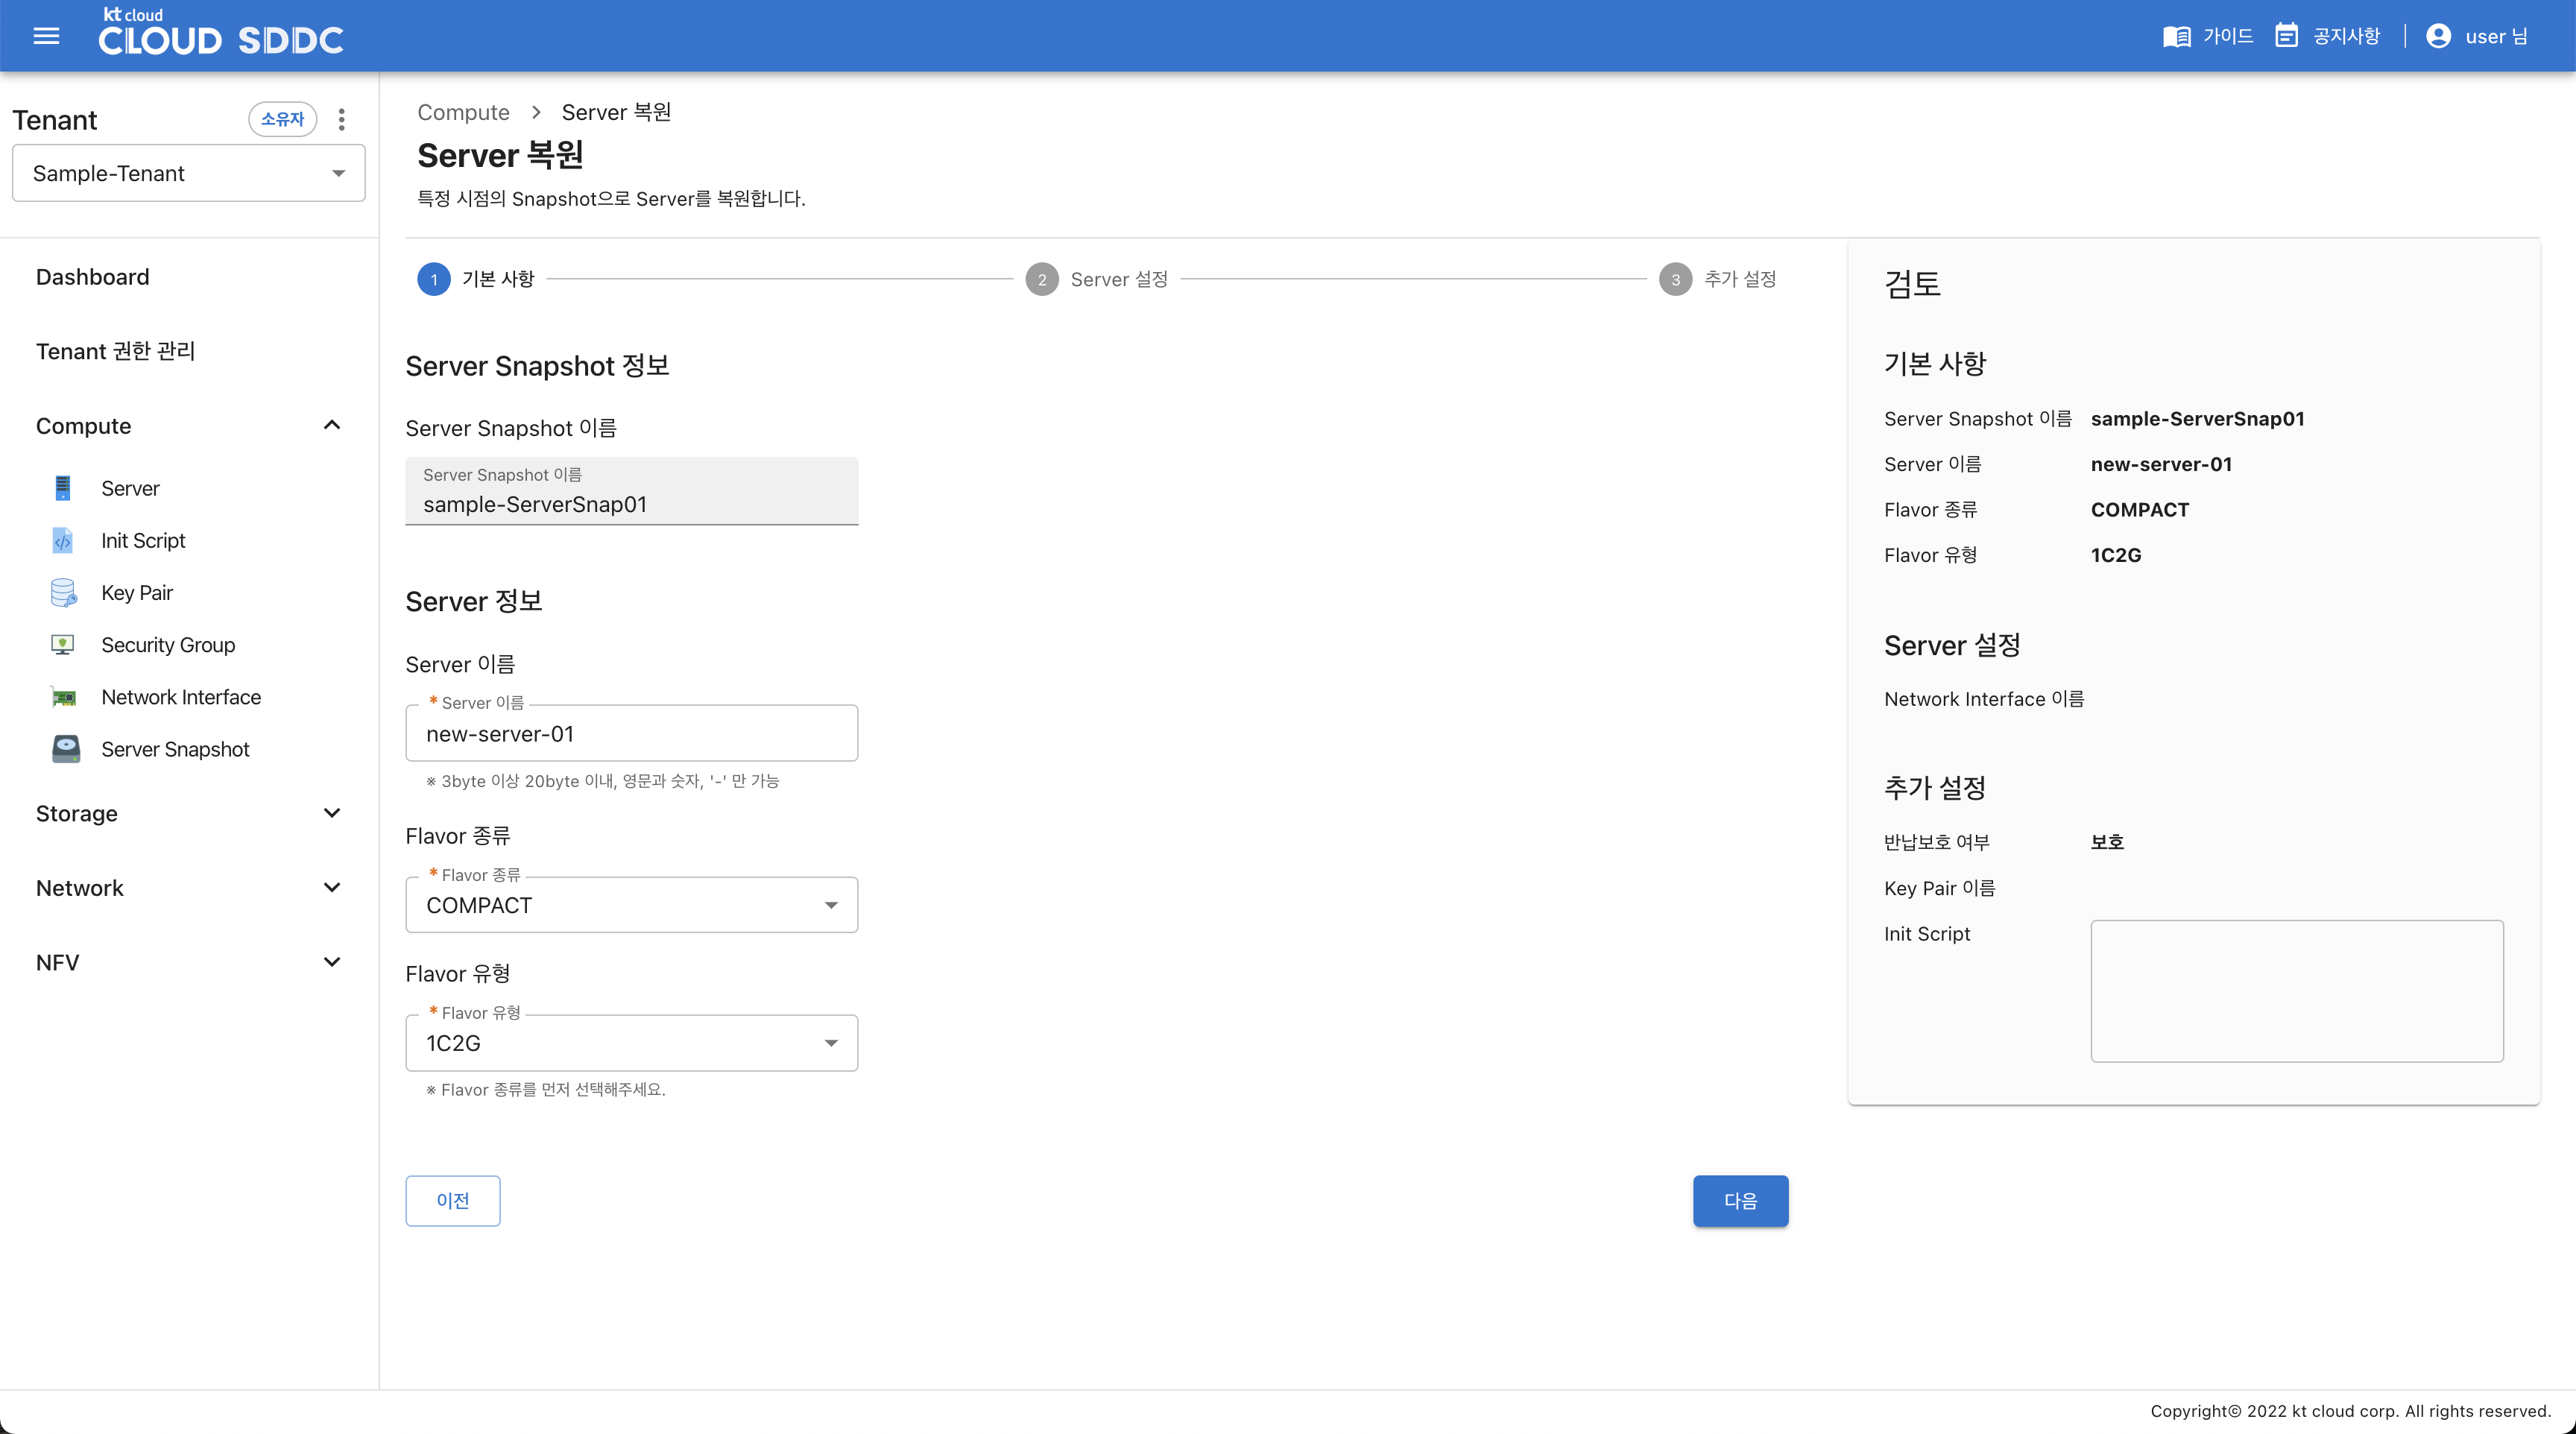 kt cloud
CLOUD SDDC
가이드
공지사항
user 님
Tenant
소유자
Sample-Tenant
Dashboard
Tenant 권한 관리
Compute
Server
Init Script
Key Pair
Security Group
Network Interface
Server Snapshot
Storage
Network
NFV
Compute > Server 복원
Server 복원
특정 시점의 Snapshot으로 Server를 복원합니다.
1 기본 사항
2 Server 설정
3 추가 설정
Server Snapshot 정보
Server Snapshot 이름
Server Snapshot 이름
sample-ServerSnap01
Server 정보
Server 이름
* Server 이름
new-server-01
※ 3byte 이상 20byte 이내, 영문과 숫자, '-' 만 가능
Flavor 종류
* Flavor 종류
COMPACT
Flavor 유형
* Flavor 유형
1C2G
※ Flavor 종류를 먼저 선택해주세요.
이전
다음
검토
기본 사항
Server Snapshot 이름 sample-ServerSnap01
Server 이름 new-server-01
Flavor 종류 COMPACT
Flavor 유형 1C2G
Server 설정
Network Interface 이름
추가 설정
반납보호 여부 보호
Key Pair 이름
Init Script
Copyright© 2022 kt cloud corp. All rights reserved.